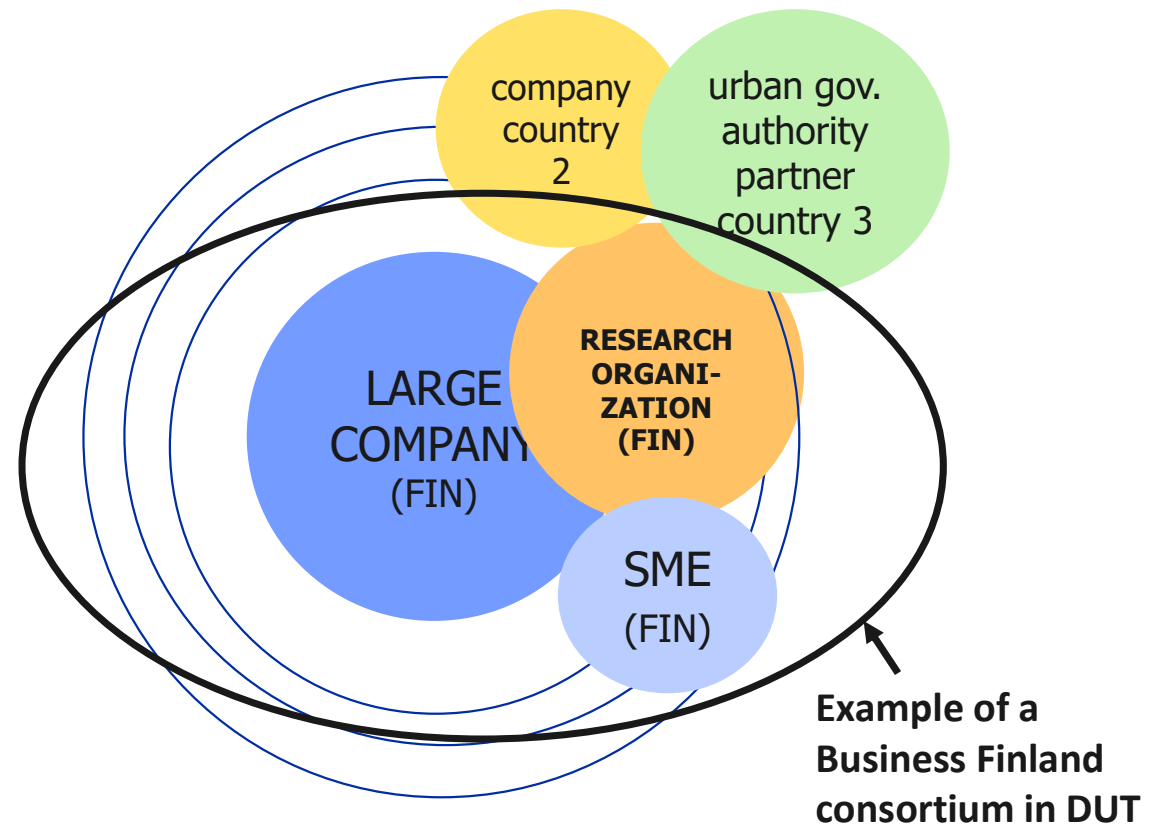 company
country
2
urban gov.
authority
partner
country 3
RESEARCH
ORGANI-
ZATION
(FIN)
LARGE
COMPANY
(FIN)
SME
(FIN)
Example of a
Business Finland
consortium in DUT